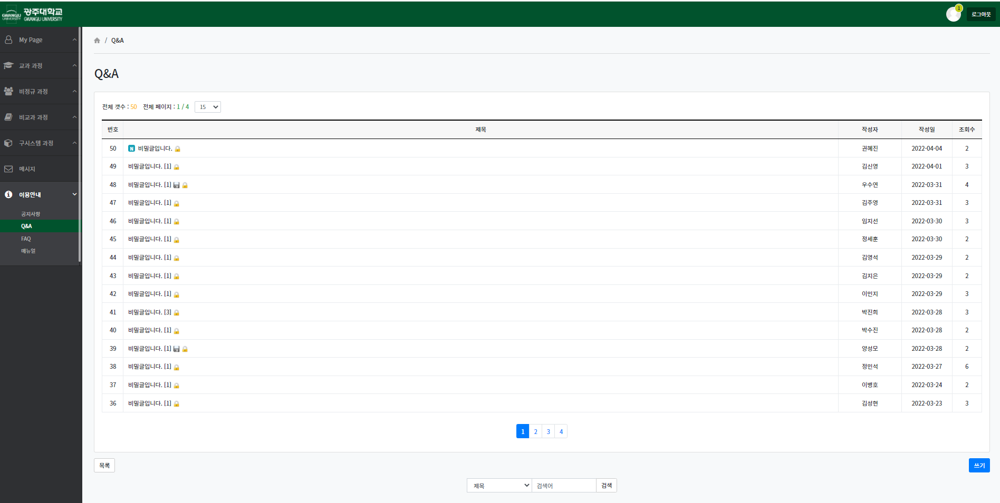 GWANGJU UNIVERSITY 광주대학교 GWANGJU UNIVERSITY
1 로그아웃
My Page
교과 과정
비정규 과정
비교과 과정
구시스템 과정
메시지
이용안내
공지사항
Q&A
FAQ
매뉴얼
/ Q&A
Q&A
전체 갯수 : 50 전체 페이지 : 1 / 4 15
번호 제목 작성자 작성일 조회수
50 N 비밀글입니다. 권혜진 2022-04-04 2
49 비밀글입니다. [1] 김신영 2022-04-01 3
48 비밀글입니다. [1] 우수연 2022-03-31 4
47 비밀글입니다. [1] 김주영 2022-03-31 3
46 비밀글입니다. [1] 임지선 2022-03-30 3
45 비밀글입니다. [1] 정세훈 2022-03-30 2
44 비밀글입니다. [1] 김영석 2022-03-29 2
43 비밀글입니다. [1] 김지은 2022-03-29 2
42 비밀글입니다. [1] 이민지 2022-03-29 3
41 비밀글입니다. [3] 박진희 2022-03-28 3
40 비밀글입니다. [1] 박수진 2022-03-28 2
39 비밀글입니다. [1] 양성모 2022-03-28 2
38 비밀글입니다. [1] 정민석 2022-03-27 6
37 비밀글입니다. [1] 이병호 2022-03-24 2
36 비밀글입니다. [1] 김성현 2022-03-23 3
1 2 3 4
목록 쓰기
제목 검색어 검색